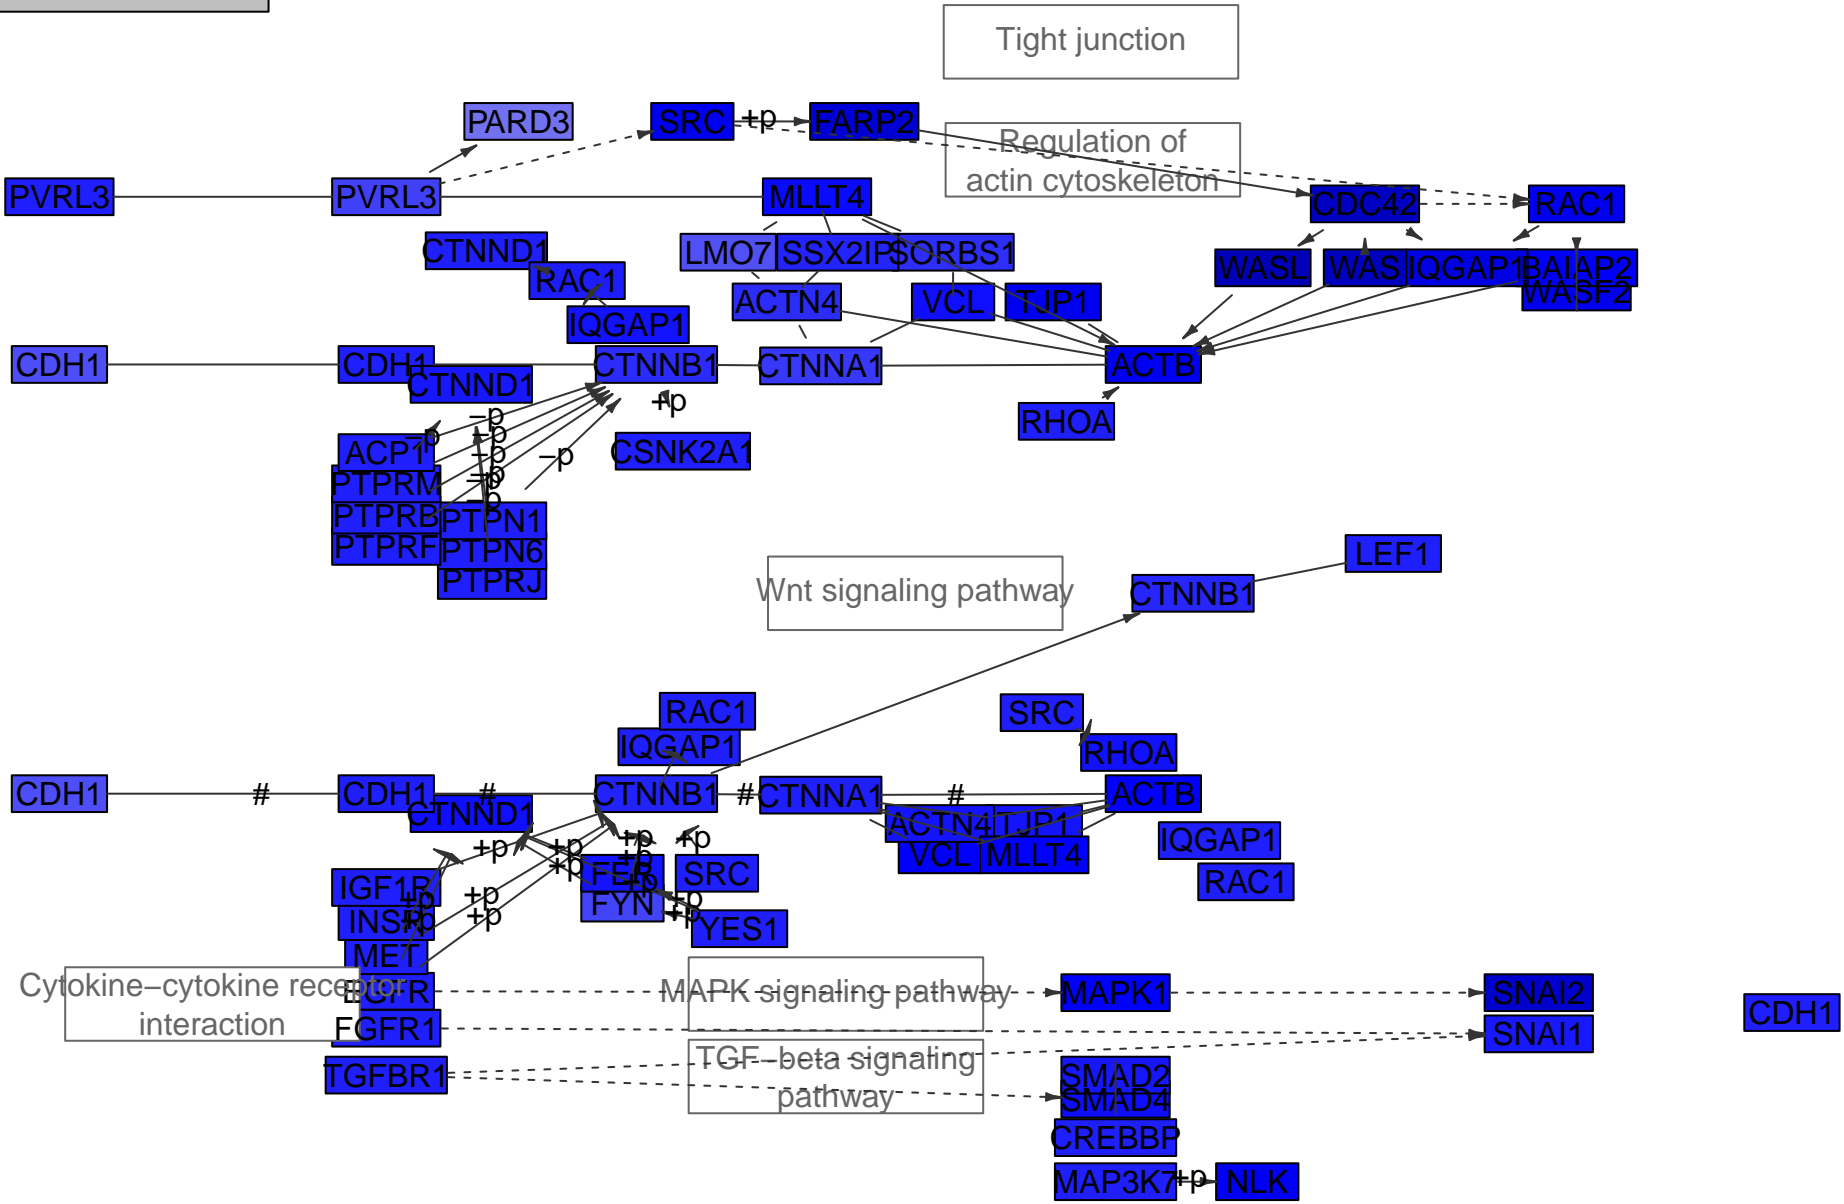 Tight junction
PARD3
SRC
+p
FARP2
Regulation of
actin cytoskeleton
PVRL3
PVRL3
MLLT4
CDC42
RAC1
CTNND1
LMO7
SSX2IP
SORBS1
RAC1
WASL
WAS
IQGAP1
BAIAP2
WASF2
ACTN4
VCL
TJP1
IQGAP1
CDH1
CDH1
CTNNB1
CTNNA1
ACTB
CTNND1
+p
RHOA
−p
−p
−p
−p
−p
−p
−p
−p
ACP1
CSNK2A1
PTPRM
PTPRB
PTPN1
PTPRF
PTPN6
PTPRJ
LEF1
Wnt signaling pathway
CTNNB1
RAC1
SRC
IQGAP1
RHOA
CDH1
#
CDH1
#
CTNNB1
#
CTNNA1
#
ACTB
CTNND1
ACTN4
TJP1
+p
+p
+p
+p
VCL
MLLT4
IQGAP1
+p
+p
FER
SRC
RAC1
IGF1R
+p
+p
+p
FYN
+p
INSR
+p
+p
+p
YES1
MET
Cytokine−cytokine receptor
interaction
EGFR
MAPK signaling pathway
MAPK1
SNAI2
CDH1
FGFR1
SNAI1
TGF−beta signaling
pathway
TGFBR1
SMAD2
SMAD4
CREBBP
MAP3K7
+p
NLK